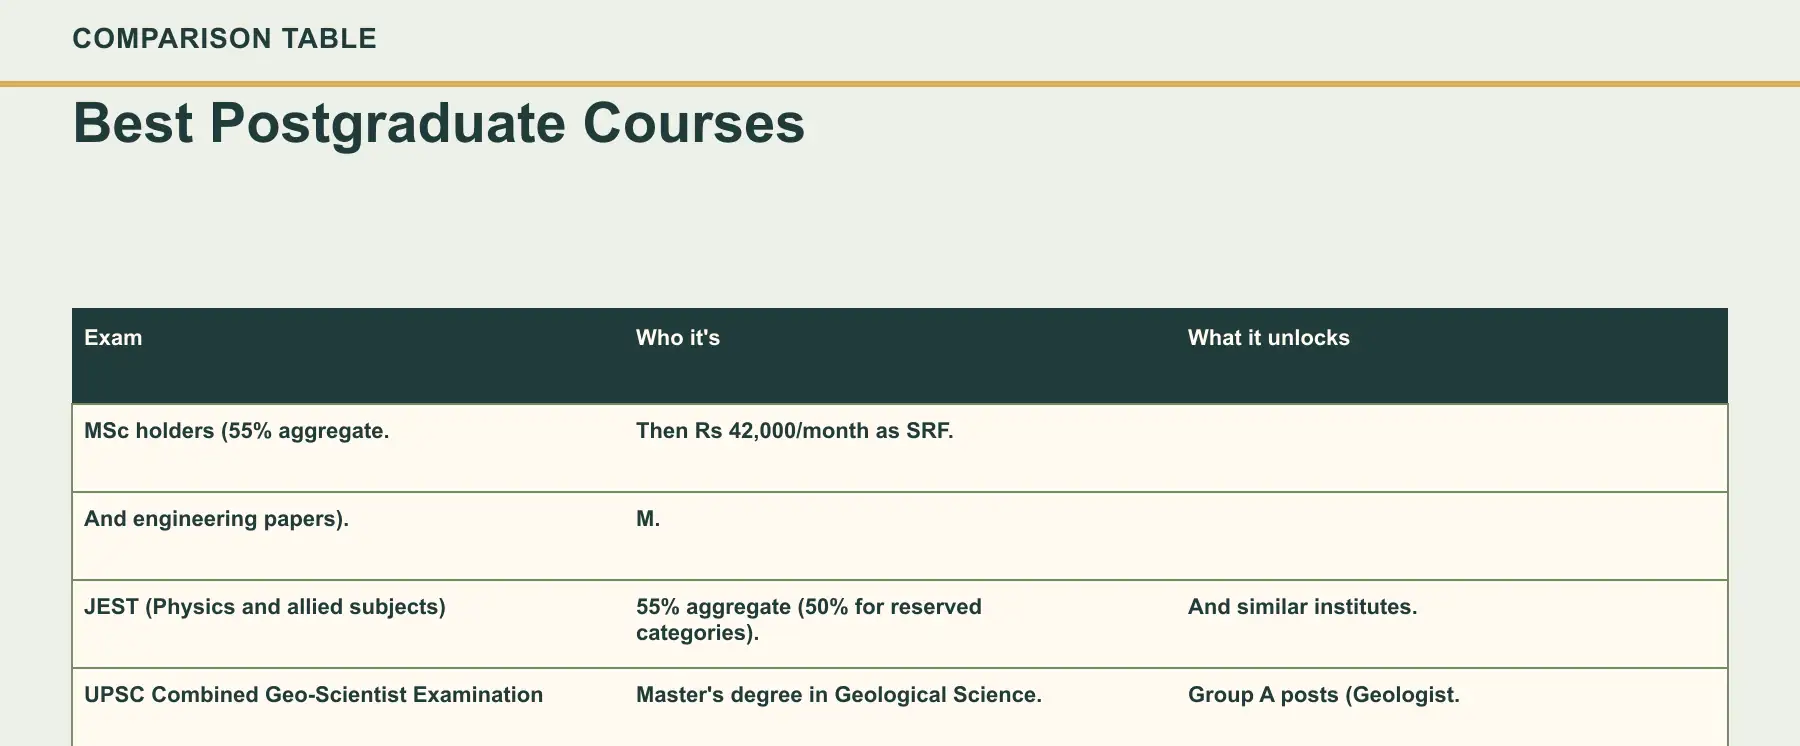 COMPARISON TABLE
Best Postgraduate Courses
Exam Who it's What it unlocks
MSc holders (55% aggregate. Then Rs 42,000/month as SRF.
And engineering papers). M.
JEST (Physics and allied subjects) 55% aggregate (50% for reserved And similar institutes.
categories).
UPSC Combined Geo-Scientist Examination Master's degree in Geological Science. Group A posts (Geologist.